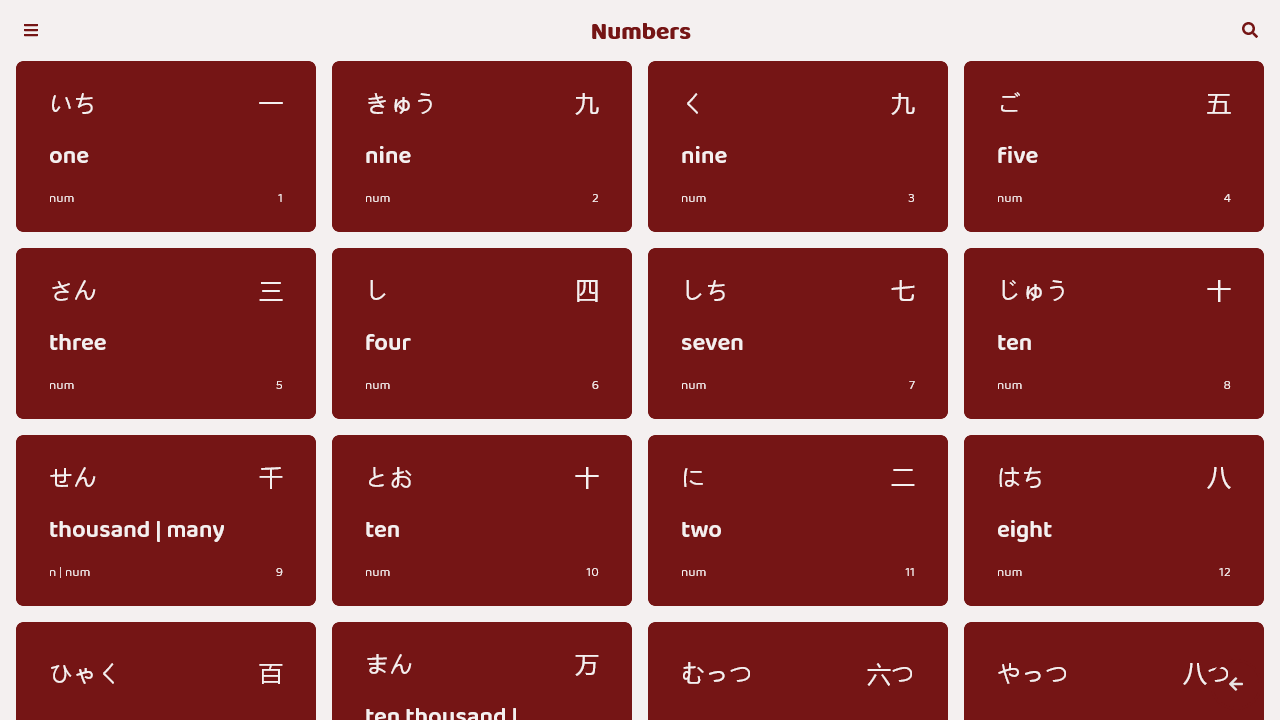 Numbers
いち 一
one
num 1
きゅう 九
nine
num 2
く 九
nine
num 3
ご 五
five
num 4
さん 三
three
num 5
し 四
four
num 6
しち 七
seven
num 7
じゅう 十
ten
num 8
せん 千
thousand | many
n | num 9
とお 十
ten
num 10
に 二
two
num 11
はち 八
eight
num 12
ひゃく 百
まん 万
ten thousand |
むっつ 六つ
やっつ 八つ